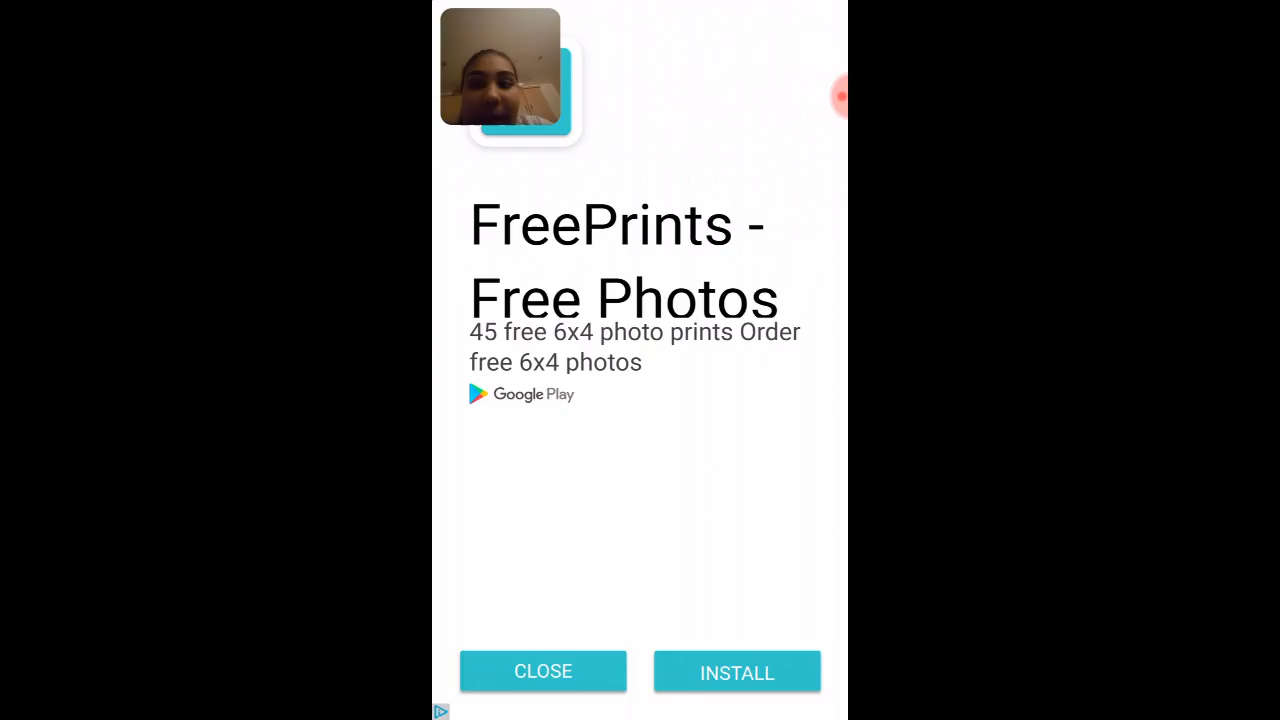 FreePrints -
Free Photos
45 free 6x4 photo prints Order
free 6x4 photos
Google Play
CLOSE
INSTALL